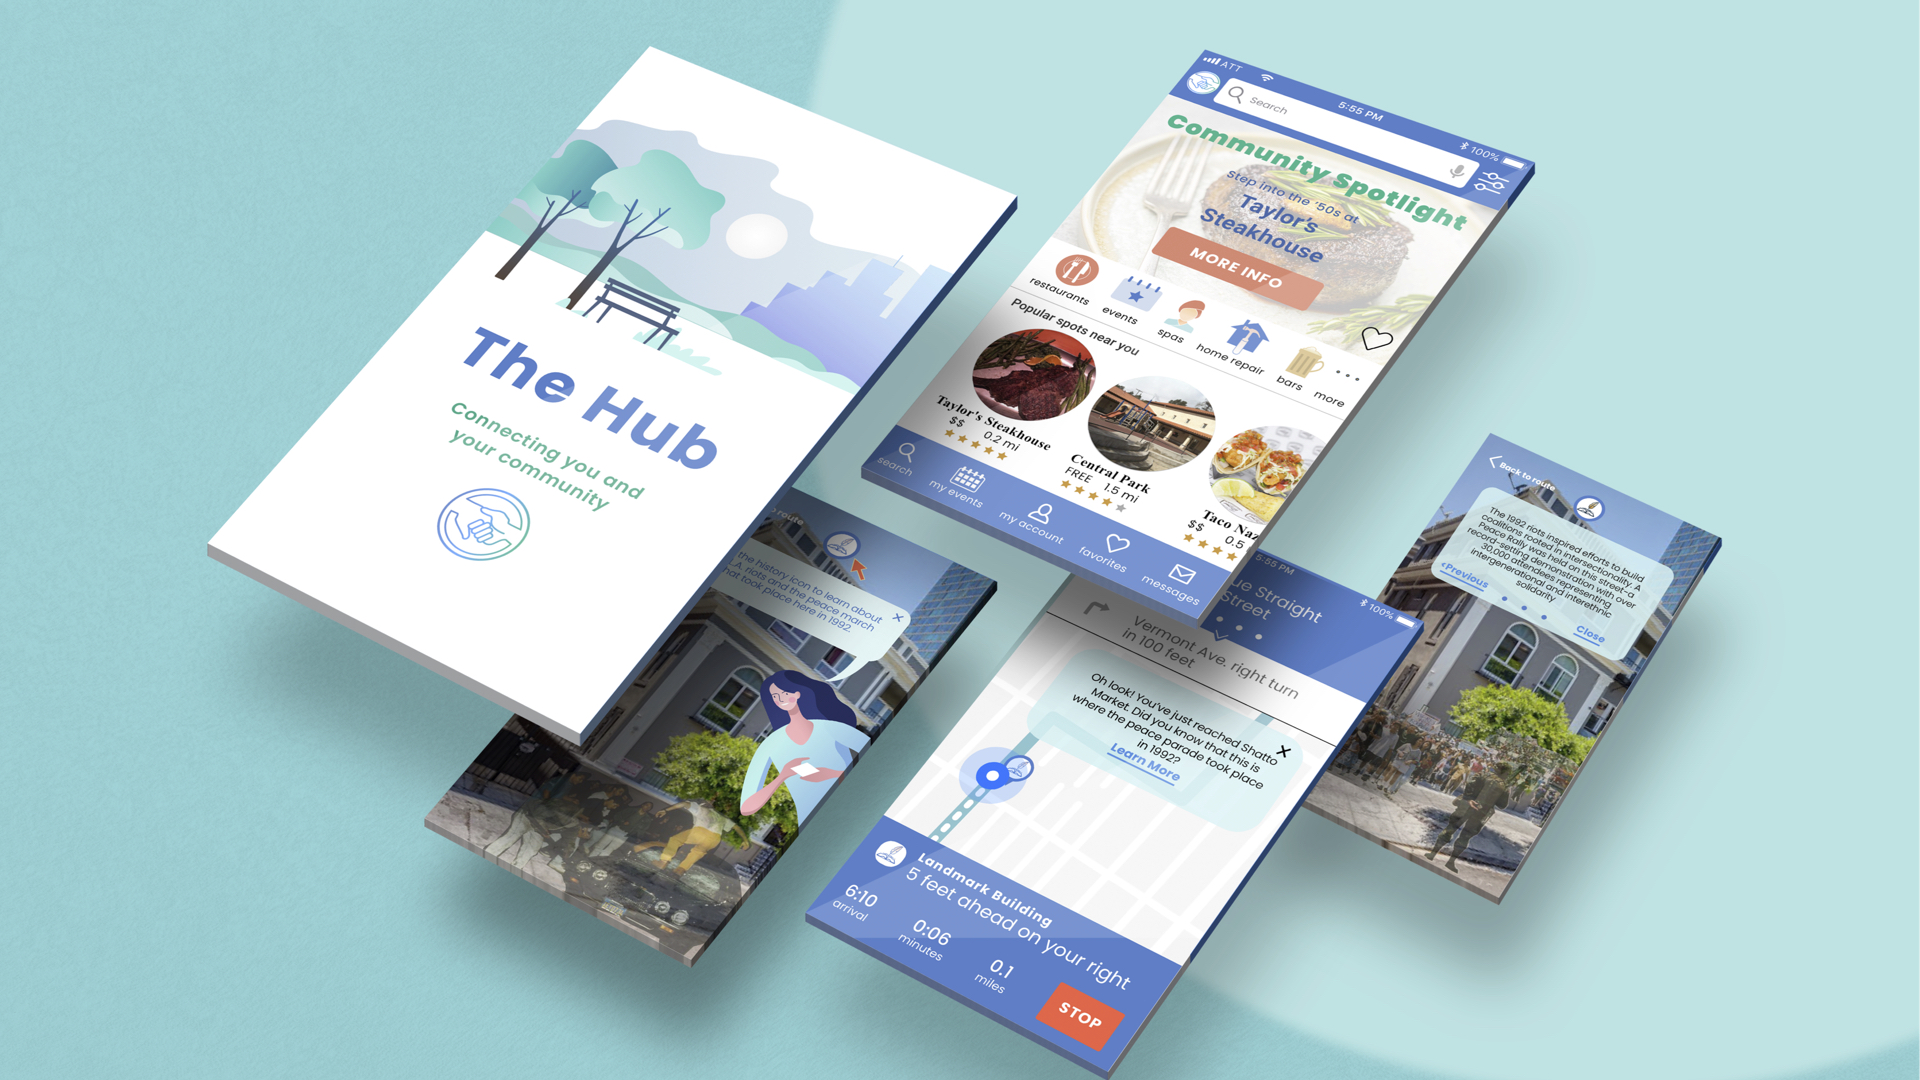 The Hub
Connecting you and
your community
ATT
5:55 PM
100%
Search
Community Spotlight
Step into the '50s at
Taylor's
Steakhouse
MORE INFO
restaurants
events
spas
home repair
bars
more
Popular spots near you
Taylor's Steakhouse
$$ 0.2 mi
Central Park
FREE 1.5 mi
Taco Naz
$$ 0.5
search
my events
my account
favorites
messages
route
the history icon to learn about
L.A. riots and the peace march
hat took place here in 1992.
5:55 PM
100%
ue Straight
Street
Vermont Ave. right turn
in 100 feet
Oh look! You've just reached Shatto
Market. Did you know that this is
where the peace parade took place
in 1992?
Learn More
Landmark Building
5 feet ahead on your right
6:10
arrival
0:06
minutes
0.1
miles
STOP
Back to route
The 1992 riots inspired efforts to build
coalitions rooted in intersectionality. A
Peace Rally was held on this street-a
record-setting demonstration with over
30,000 attendees representing
intergenerational and interethnic
solidarity
‹Previous
Close